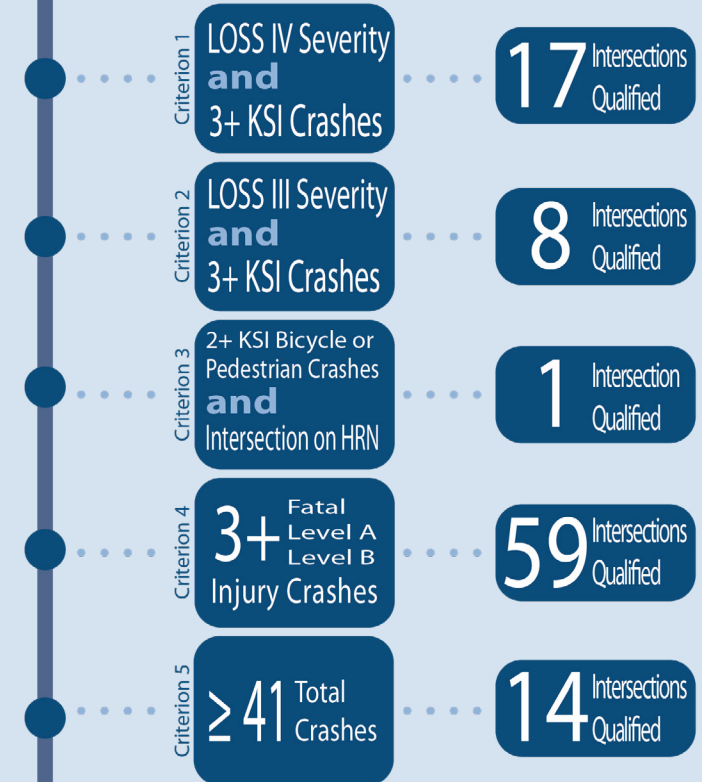 Criterion 1
LOSS IV Severity
and
3+ KSI Crashes
17 Intersections
Qualified
Criterion 2
LOSS III Severity
and
3+ KSI Crashes
8 Intersections
Qualified
Criterion 3
2+ KSI Bicycle or
Pedestrian Crashes
and
Intersection on HRN
1 Intersection
Qualified
Criterion 4
3+ Fatal
Level A
Level B
Injury Crashes
59 Intersections
Qualified
Criterion 5
≥ 41 Total
Crashes
14 Intersections
Qualified